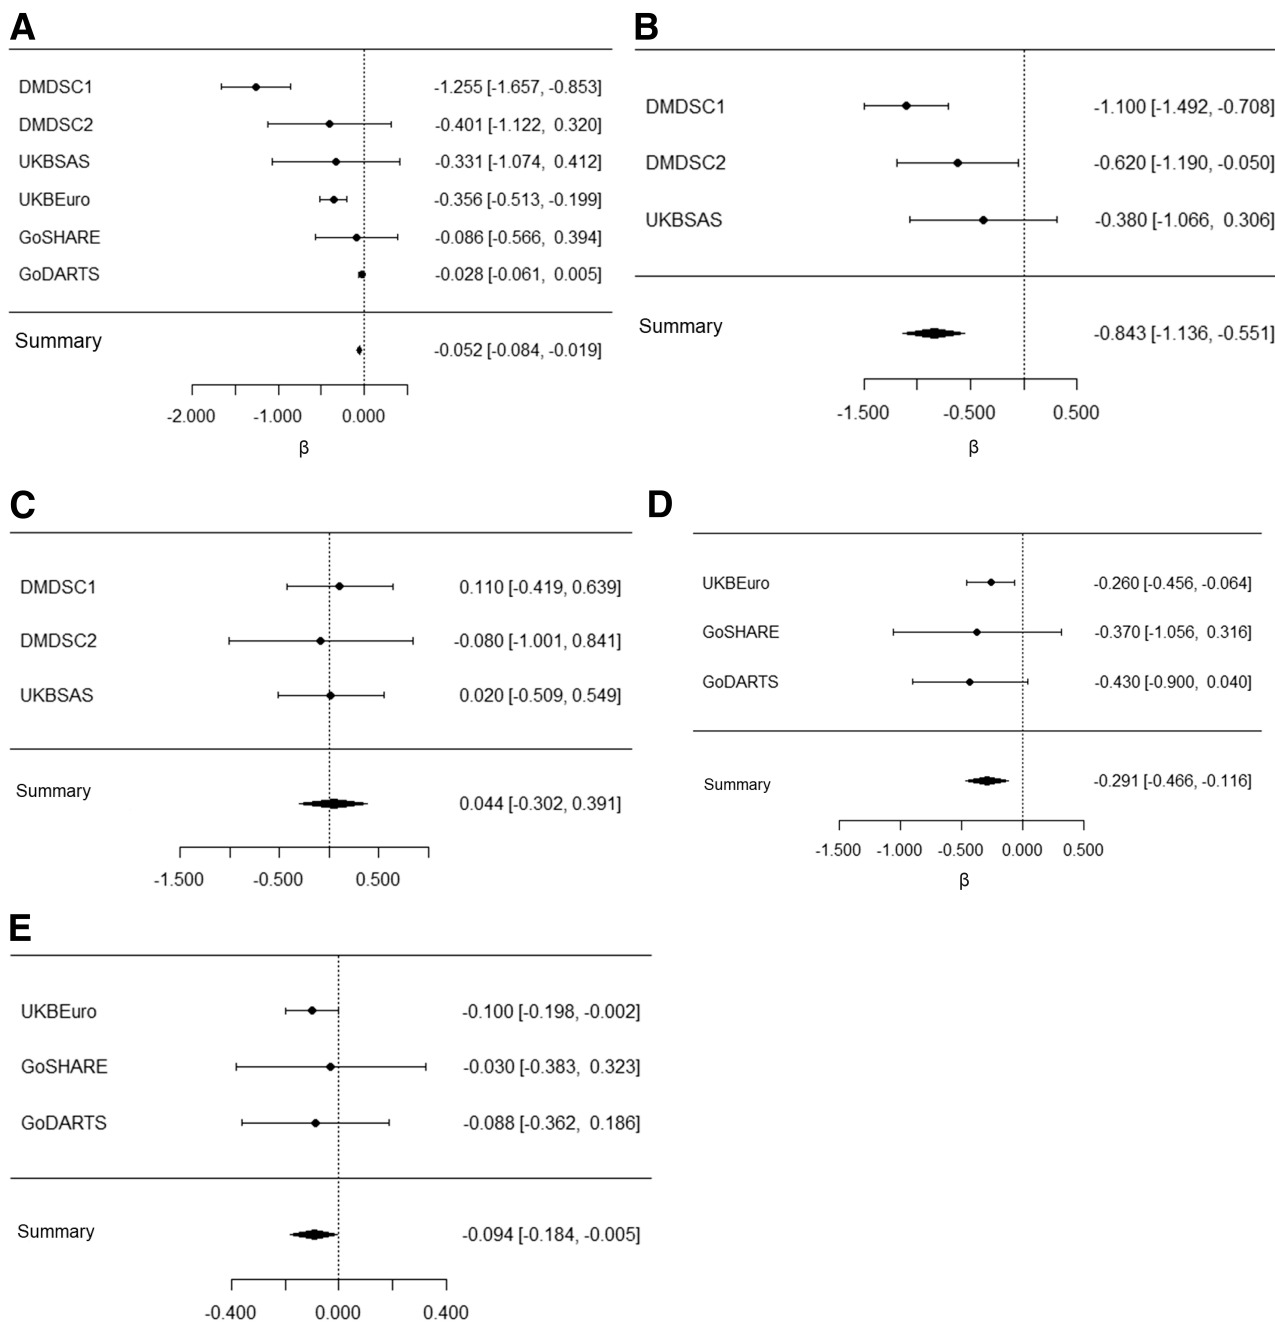 A
DMDSC1 -1.255 [-1.657, -0.853]
DMDSC2 -0.401 [-1.122, 0.320]
UKBSAS -0.331 [-1.074, 0.412]
UKBEuro -0.356 [-0.513, -0.199]
GoSHARE -0.086 [-0.566, 0.394]
GoDARTS -0.028 [-0.061, 0.005]
Summary -0.052 [-0.084, -0.019]
-2.000 -1.000 0.000
β
B
DMDSC1 -1.100 [-1.492, -0.708]
DMDSC2 -0.620 [-1.190, -0.050]
UKBSAS -0.380 [-1.066, 0.306]
Summary -0.843 [-1.136, -0.551]
-1.500 -0.500 0.500
β
C
DMDSC1 0.110 [-0.419, 0.639]
DMDSC2 -0.080 [-1.001, 0.841]
UKBSAS 0.020 [-0.509, 0.549]
Summary 0.044 [-0.302, 0.391]
-1.500 -0.500 0.500
D
UKBEuro -0.260 [-0.456, -0.064]
GoSHARE -0.370 [-1.056, 0.316]
GoDARTS -0.430 [-0.900, 0.040]
Summary -0.291 [-0.466, -0.116]
-1.500 -1.000 -0.500 0.000 0.500
β
E
UKBEuro -0.100 [-0.198, -0.002]
GoSHARE -0.030 [-0.383, 0.323]
GoDARTS -0.088 [-0.362, 0.186]
Summary -0.094 [-0.184, -0.005]
-0.400 0.000 0.400